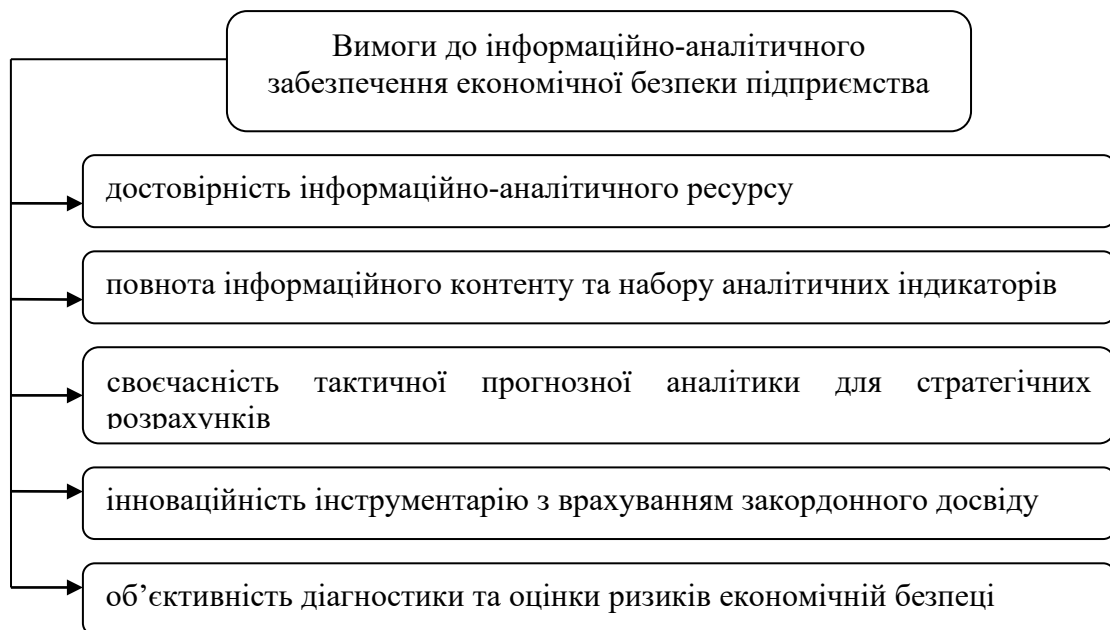 Вимоги до інформаційно-аналітичного
забезпечення економічної безпеки підприємства
достовірність інформаційно-аналітичного ресурсу
повнота інформаційного контенту та набору аналітичних індикаторів
своєчасність тактичної прогнозної аналітики для стратегічних
розрахунків
інноваційність інструментарію з врахуванням закордонного досвіду
об’єктивність діагностики та оцінки ризиків економічній безпеці